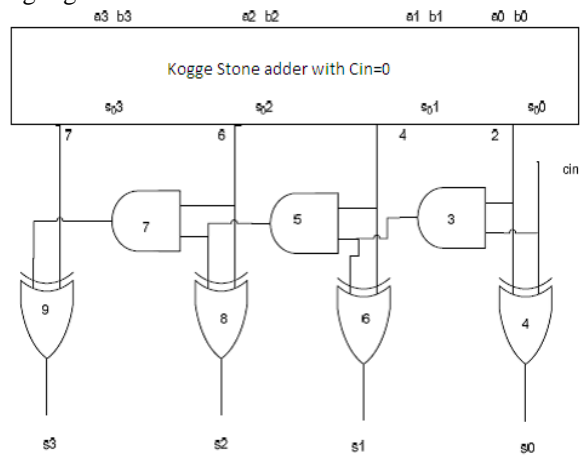 a3 b3 a2 b2 a1 b1 a0 b0
Kogge Stone adder with Cin=0
s₀3 s₀2 s₀1 s₀0
7 6 4 2
cin
7 5 3
9 8 6 4
s3 s2 s1 s0